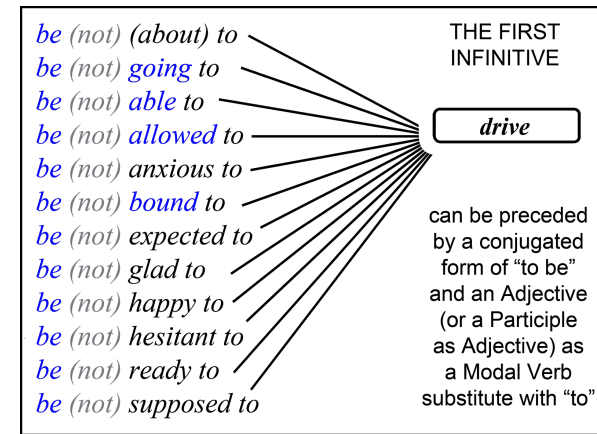 be (not) (about) to
be (not) going to
be (not) able to
be (not) allowed to
be (not) anxious to
be (not) bound to
be (not) expected to
be (not) glad to
be (not) happy to
be (not) hesitant to
be (not) ready to
be (not) supposed to
THE FIRST
INFINITIVE
drive
can be preceded
by a conjugated
form of “to be”
and an Adjective
(or a Participle
as Adjective) as
a Modal Verb
substitute with “to”